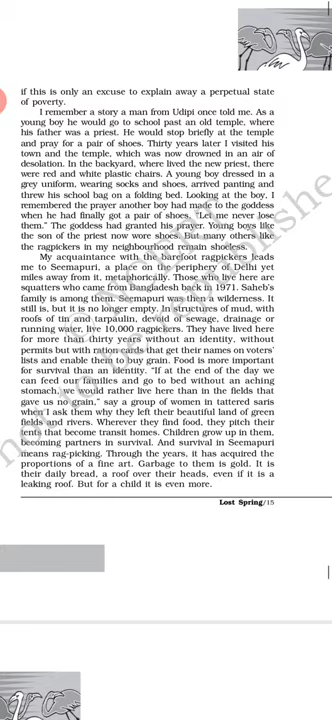 if this is only an excuse to explain away a perpetual state
of poverty.
I remember a story a man from Udipi once told me. As a
young boy he would go to school past an old temple, where
his father was a priest. He would stop briefly at the temple
and pray for a pair of shoes. Thirty years later I visited his
town and the temple, which was now drowned in an air of
desolation. In the backyard, where lived the new priest, there
were red and white plastic chairs. A young boy dressed in a
grey uniform, wearing socks and shoes, arrived panting and
threw his school bag on a folding bed. Looking at the boy, I
remembered the prayer another boy had made to the goddess
when he had finally got a pair of shoes, “Let me never lose
them.” The goddess had granted his prayer. Young boys like
the son of the priest now wore shoes. But many others like
the ragpickers in my neighbourhood remain shoeless.
My acquaintance with the barefoot ragpickers leads
me to Seemapuri, a place on the periphery of Delhi yet
miles away from it, metaphorically. Those who live here are
squatters who came from Bangladesh back in 1971. Saheb’s
family is among them. Seemapuri was then a wilderness. It
still is, but it is no longer empty. In structures of mud, with
roofs of tin and tarpaulin, devoid of sewage, drainage or
running water, live 10,000 ragpickers. They have lived here
for more than thirty years without an identity, without
permits but with ration cards that get their names on voters’
lists and enable them to buy grain. Food is more important
for survival than an identity. “If at the end of the day we
can feed our families and go to bed without an aching
stomach, we would rather live here than in the fields that
gave us no grain,” say a group of women in tattered saris
when I ask them why they left their beautiful land of green
fields and rivers. Wherever they find food, they pitch their
tents that become transit homes. Children grow up in them,
becoming partners in survival. And survival in Seemapuri
means rag-picking. Through the years, it has acquired the
proportions of a fine art. Garbage to them is gold. It is
their daily bread, a roof over their heads, even if it is a
leaking roof. But for a child it is even more.
Lost Spring/15